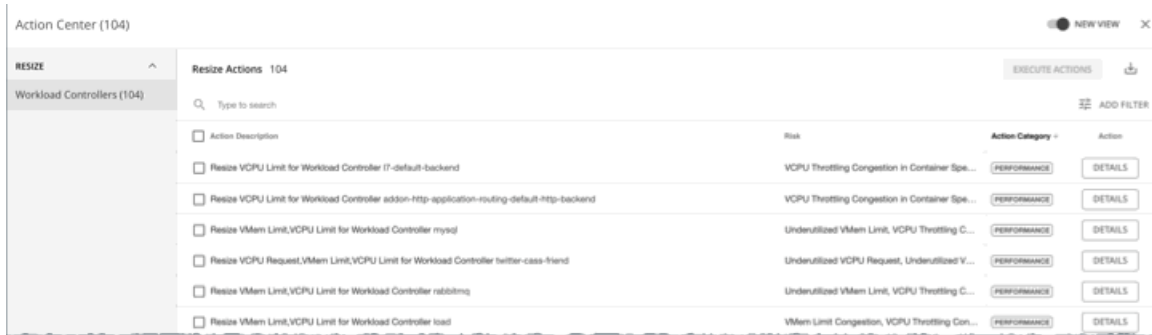 Action Center (104)
NEW VIEW
RESIZE
Workload Controllers (104)
Resize Actions 104
EXECUTE ACTIONS
Type to search
ADD FILTER
Action Description Risk Action Category Action
Resize VCPU Limit for Workload Controller l7-default-backend VCPU Throttling Congestion in Container Spe... PERFORMANCE DETAILS
Resize VCPU Limit for Workload Controller addon-http-application-routing-default-http-backend VCPU Throttling Congestion in Container Spe... PERFORMANCE DETAILS
Resize VMem Limit,VCPU Limit for Workload Controller mysql Underutilized VMem Limit, VCPU Throttling C... PERFORMANCE DETAILS
Resize VCPU Request,VMem Limit,VCPU Limit for Workload Controller twitter-cass-friend Underutilized VCPU Request, Underutilized V... PERFORMANCE DETAILS
Resize VMem Limit,VCPU Limit for Workload Controller rabbitmq Underutilized VMem Limit, VCPU Throttling C... PERFORMANCE DETAILS
Resize VMem Limit,VCPU Limit for Workload Controller load VMem Limit Congestion, VCPU Throttling Con... PERFORMANCE DETAILS